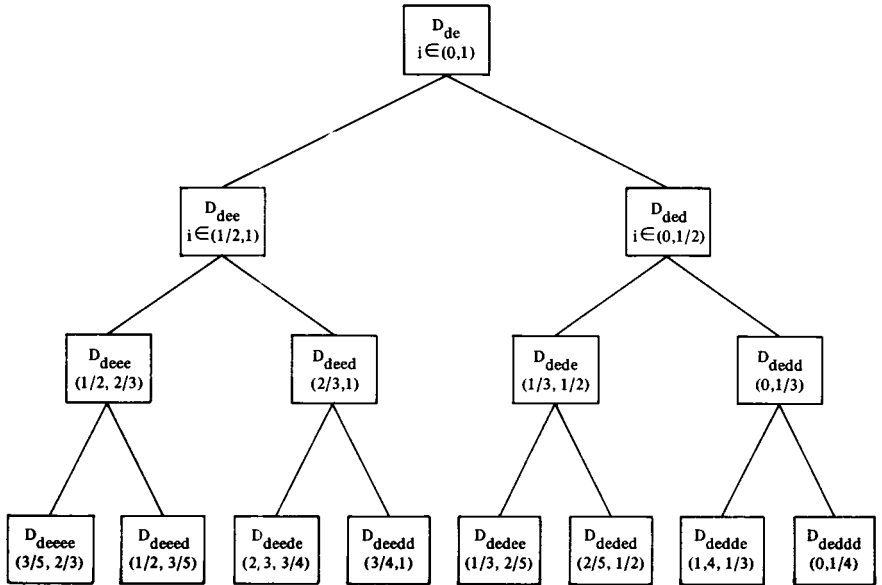 D_de
i∈(0,1)
D_dee
i∈(1/2,1)
D_ded
i∈(0,1/2)
D_deee
(1/2, 2/3)
D_deed
(2/3,1)
D_dede
(1/3, 1/2)
D_dedd
(0,1/3)
D_deeee
(3/5, 2/3)
D_deeed
(1/2, 3/5)
D_deede
(2,3, 3/4)
D_deedd
(3/4,1)
D_dedee
(1/3, 2/5)
D_deded
(2/5, 1/2)
D_dedde
(1,4, 1/3)
D_deddd
(0,1/4)